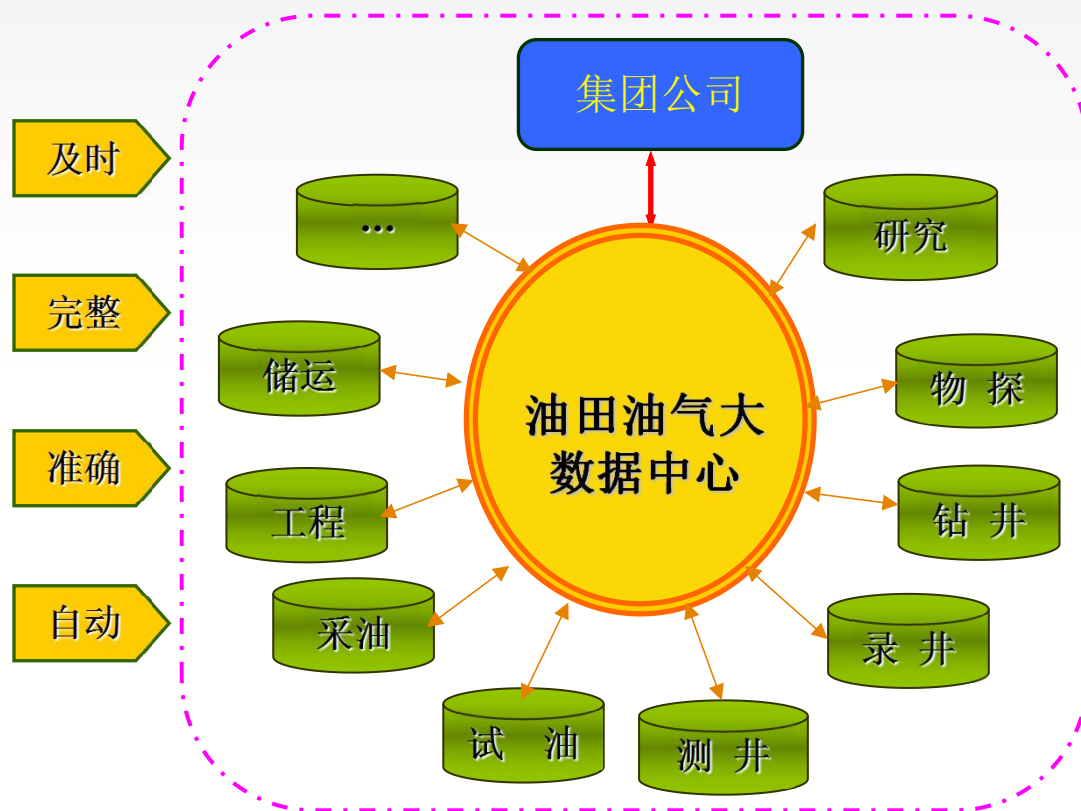 集团公司
及时
...
研究
完整
储运
物 探
油田油气大
数据中心
准确
工程
钻 井
自动
采油
录 井
试 油
测 井